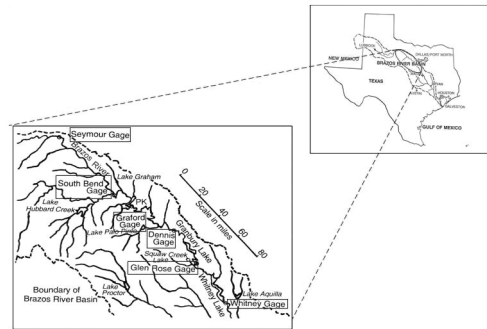 LUBBOCK
DALLAS/FORT WORTH
NEW MEXICO
BRAZOS RIVER BASIN
TEXAS
AUSTIN
HOUSTON
GALVESTON
GULF OF MEXICO
Seymour Gage
Brazos River
Lake Graham
South Bend
Gage
Lake
Hubbard Creek
PK
Graford
Gage
Lake Palo Pinto
Dennis
Gage
Granbury Lake
Squaw Creek
Lake
Glen Rose Gage
Whitney Lake
Lake Aquilla
Whitney Gage
Lake
Proctor
Boundary of
Brazos River Basin
0
20
40
60
80
Scale in miles